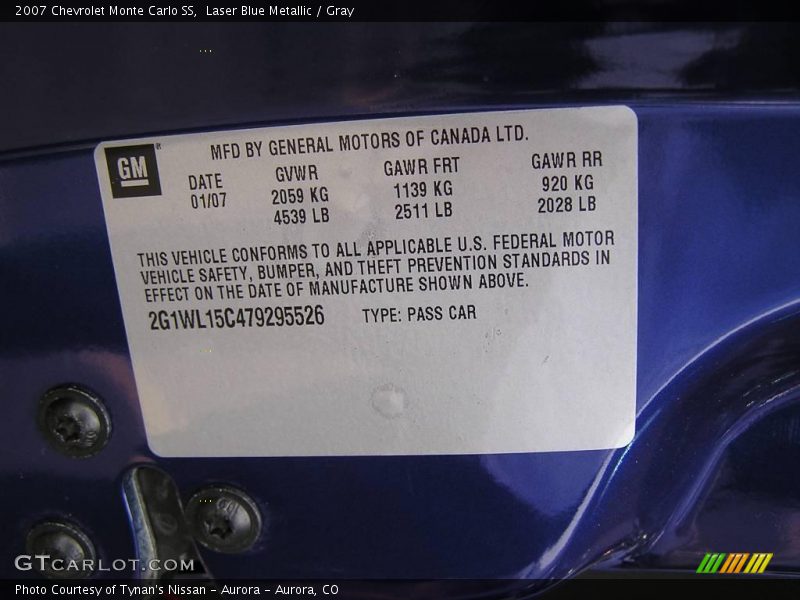 2007 Chevrolet Monte Carlo SS, Laser Blue Metallic / Gray
GM
MFD BY GENERAL MOTORS OF CANADA LTD.
DATE GVWR GAWR FRT GAWR RR
01/07 2059 KG 1139 KG 920 KG
4539 LB 2511 LB 2028 LB
THIS VEHICLE CONFORMS TO ALL APPLICABLE U.S. FEDERAL MOTOR
VEHICLE SAFETY, BUMPER, AND THEFT PREVENTION STANDARDS IN
EFFECT ON THE DATE OF MANUFACTURE SHOWN ABOVE.
2G1WL15C479295526 TYPE: PASS CAR
GTCARLOT.COM
Photo Courtesy of Tynan's Nissan - Aurora - Aurora, CO